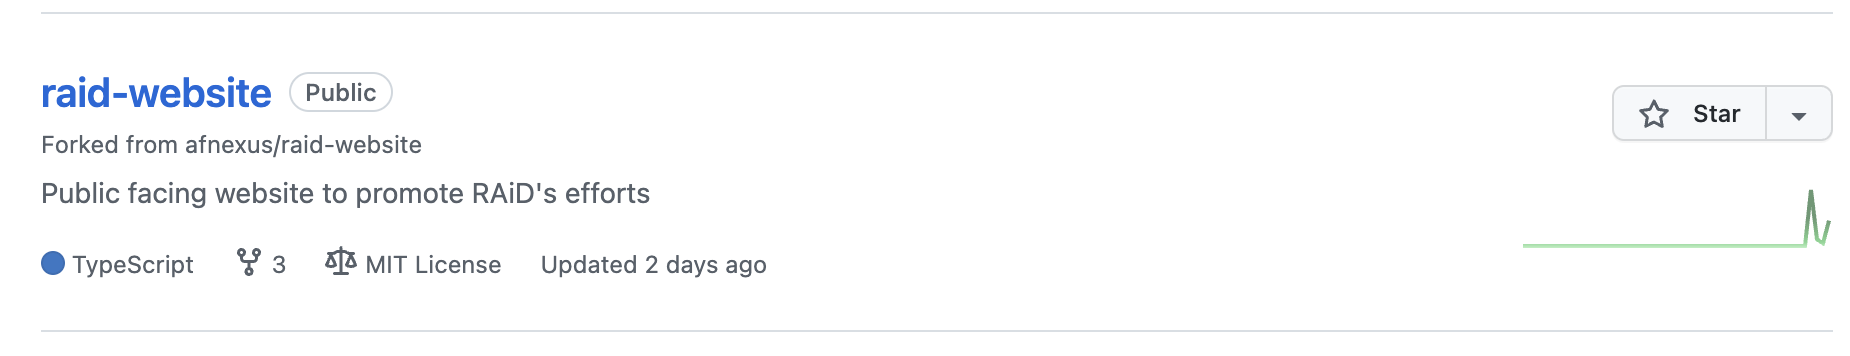 raid-website Public
Star
Forked from afnexus/raid-website
Public facing website to promote RAiD's efforts
TypeScript 3 MIT License Updated 2 days ago